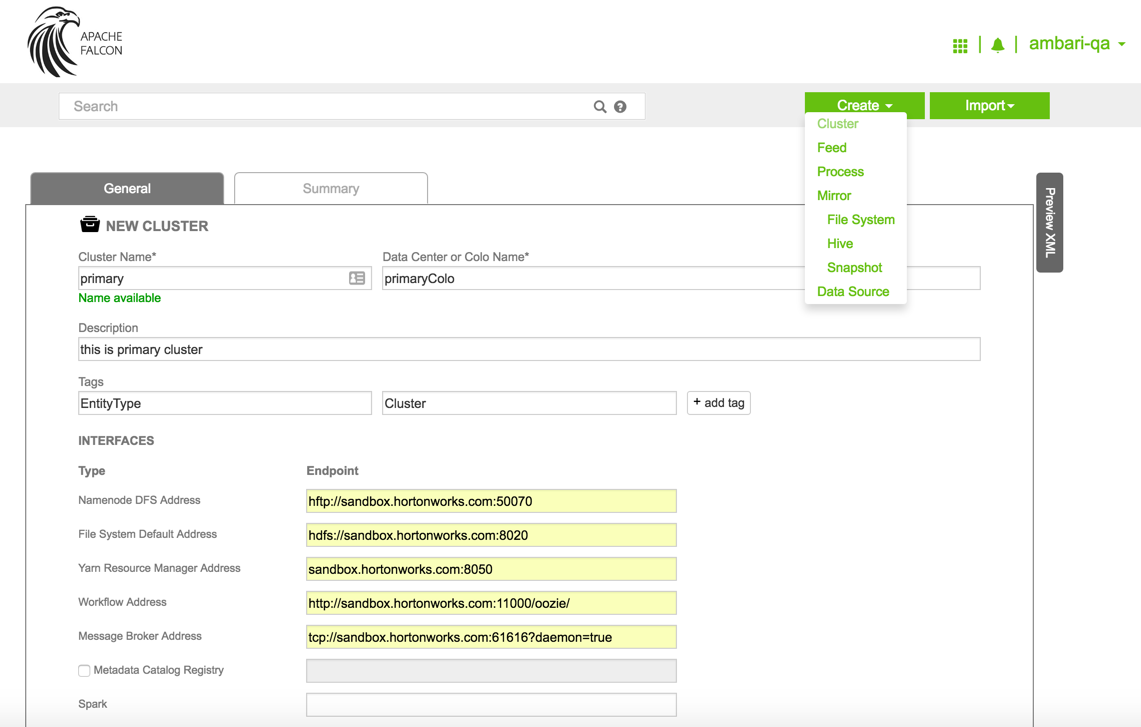 APACHE
FALCON
ambari-qa
Search
Create
Import
Cluster
Feed
Process
Mirror
File System
Hive
Snapshot
Data Source
General
Summary
Preview XML
NEW CLUSTER
Cluster Name*
Data Center or Colo Name*
primary
primaryColo
Name available
Description
this is primary cluster
Tags
EntityType
Cluster
+ add tag
INTERFACES
Type
Endpoint
Namenode DFS Address
hftp://sandbox.hortonworks.com:50070
File System Default Address
hdfs://sandbox.hortonworks.com:8020
Yarn Resource Manager Address
sandbox.hortonworks.com:8050
Workflow Address
http://sandbox.hortonworks.com:11000/oozie/
Message Broker Address
tcp://sandbox.hortonworks.com:61616?daemon=true
Metadata Catalog Registry
Spark